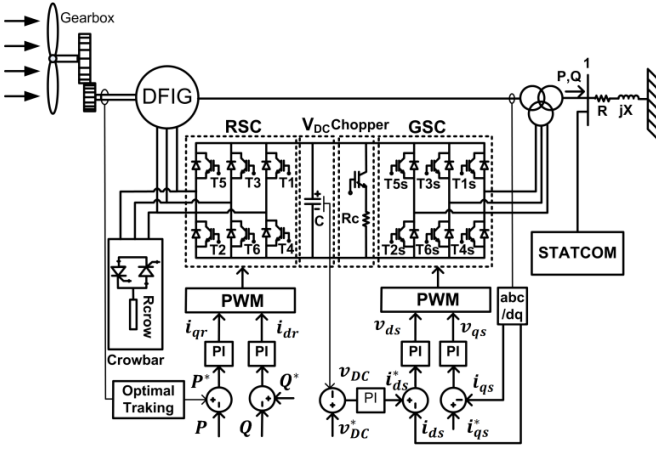 Gearbox
1
P,Q
DFIG
RSC
V_DC
Chopper
GSC
R
jX
T5 T3 T1
T5s T3s T1s
C
Rc
T2 T6 T4
T2s T6s T4s
STATCOM
PWM
PWM
abc
/dq
Rcrow
i_qr
i_dr
v_ds
v_qs
PI
PI
PI
PI
Crowbar
P*
Q*
v_DC
i*_ds
i_qs
PI
Optimal
Traking
P
Q
v*_DC
i_ds
i*_qs